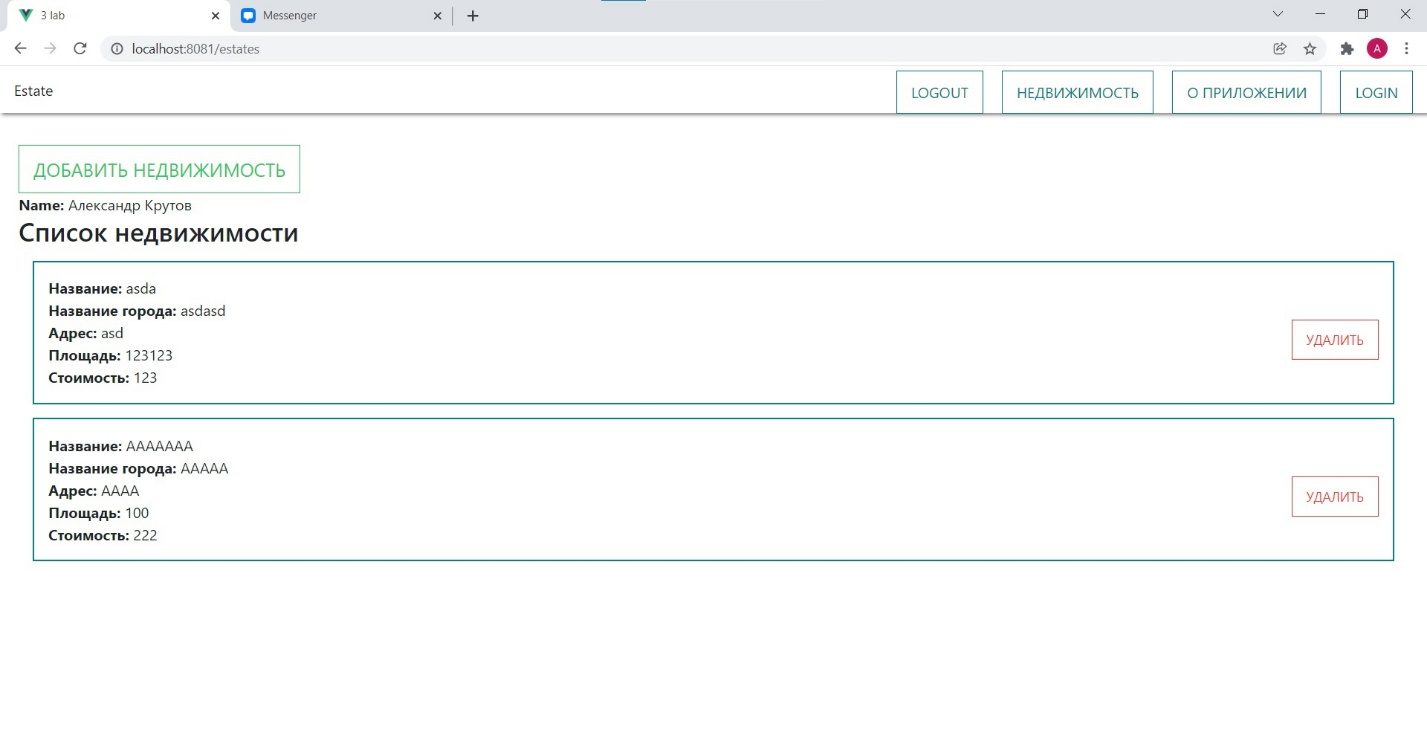 3 lab
Messenger
localhost:8081/estates
A
Estate
LOGOUT
НЕДВИЖИМОСТЬ
О ПРИЛОЖЕНИИ
LOGIN
ДОБАВИТЬ НЕДВИЖИМОСТЬ
Name: Александр Крутов
Список недвижимости
Название: asda
Название города: asdasd
Адрес: asd
Площадь: 123123
Стоимость: 123
УДАЛИТЬ
Название: AAAAAAA
Название города: AAAAA
Адрес: AAAA
Площадь: 100
Стоимость: 222
УДАЛИТЬ